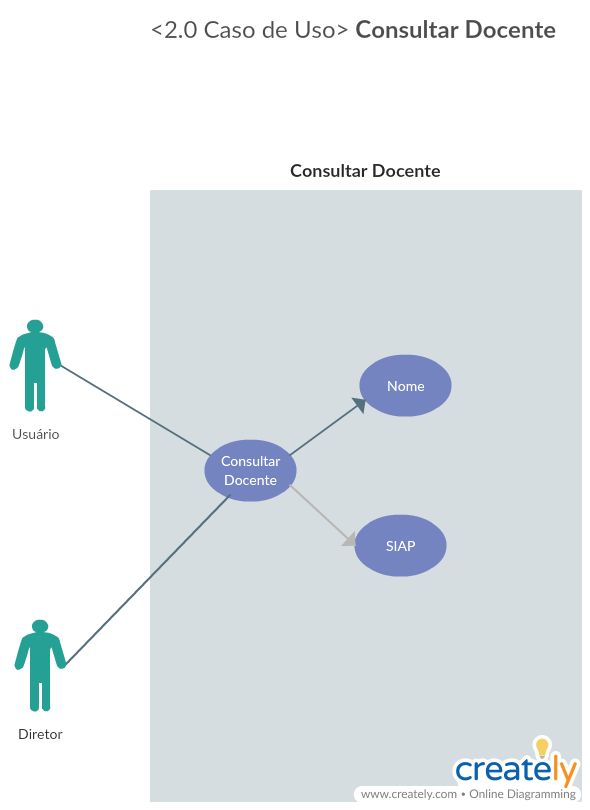 <2.0 Caso de Uso> Consultar Docente
Consultar Docente
Usuário
Nome
Consultar
Docente
SIAP
Diretor
creately
www.creately.com • Online Diagramming